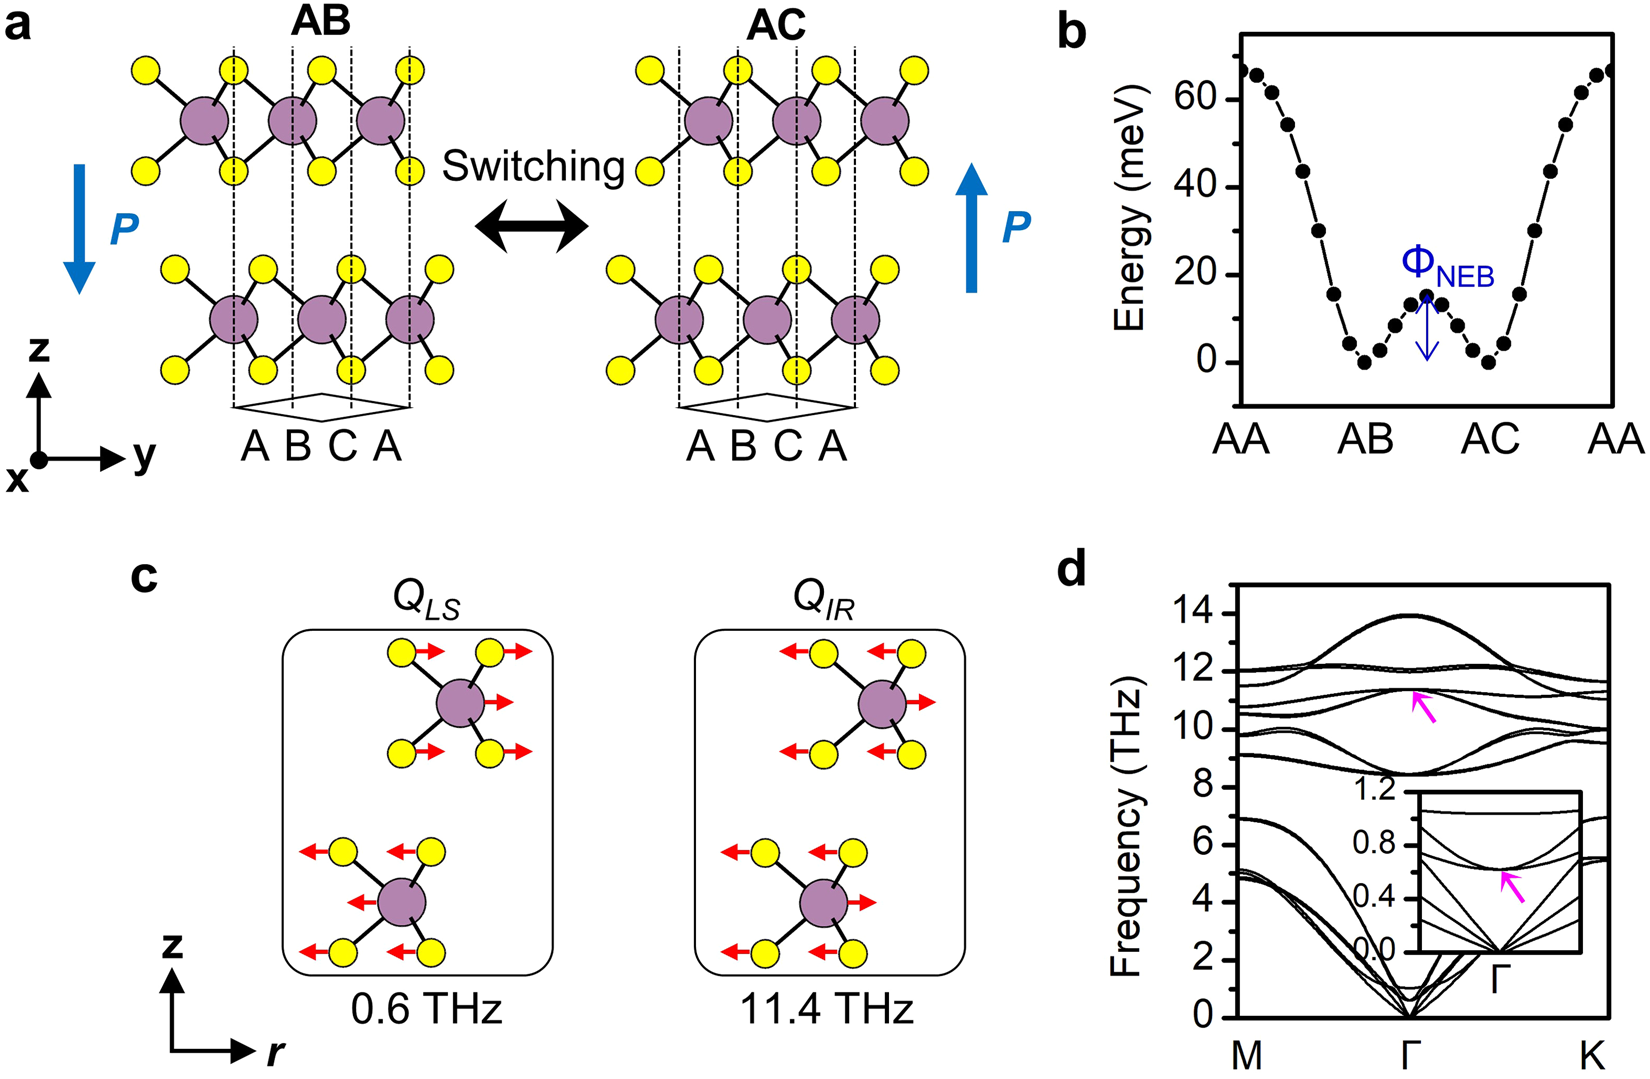 a
AB
AC
P
Switching
P
z
y
x
A B C A
A B C A
b
Energy (meV)
60
40
20
0
Φ_NEB
AA AB AC AA
c
Q_LS
Q_IR
0.6 THz
11.4 THz
z
r
d
Frequency (THz)
14
12
10
8
6
4
2
0
1.2
0.8
0.4
0.0
Γ
M Γ K